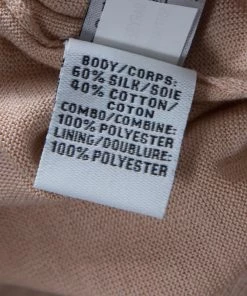 BODY/CORPS:
60% SILK/SOIE
40% COTTON/
COTON
COMBO/COMBINE:
100% POLYESTER
LINING/DOUBLURE:
100% POLYESTER